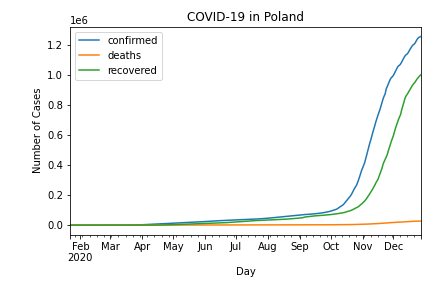 COVID-19 in Poland
1e6
confirmed
deaths
recovered
Number of Cases
1.2
1.0
0.8
0.6
0.4
0.2
0.0
Feb Mar Apr May Jun Jul Aug Sep Oct Nov Dec
2020
Day